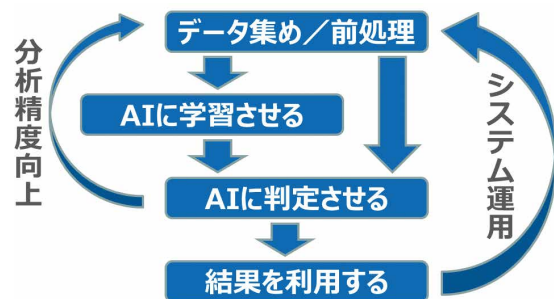 データ集め／前処理
AIに学習させる
AIに判定させる
結果を利用する
分析精度向上
システム運用